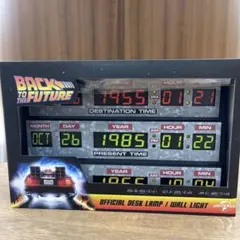 BACK TO THE FUTURE
1955 01:21
DESTINATION TIME
MONTH DAY YEAR HOUR MIN
OCT 26 1985 01:22
PRESENT TIME
YEAR HOUR MIN
OFFICIAL DESK LAMP / WALL LIGHT